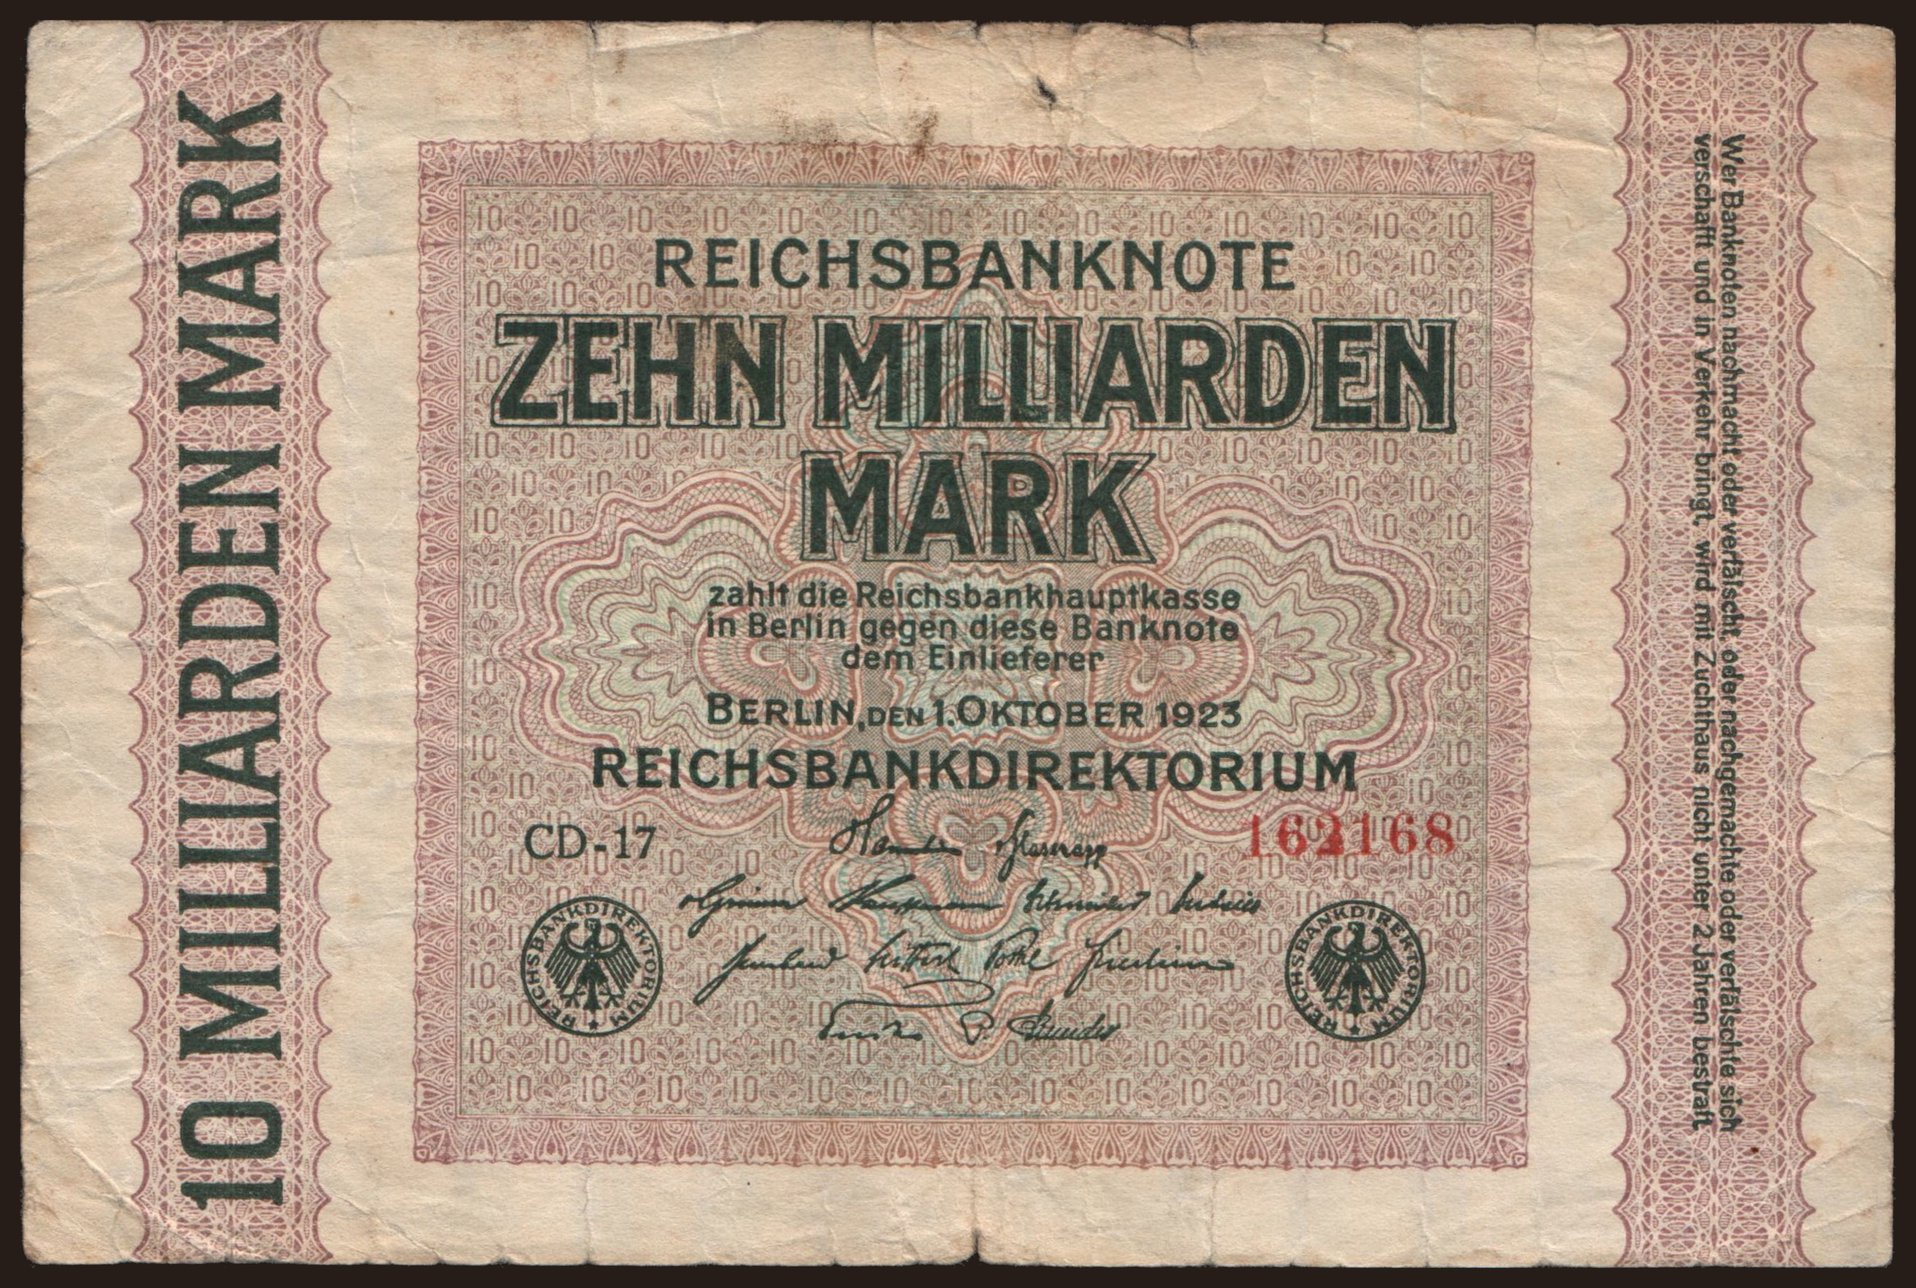 10 MILLIARDEN MARK
REICHSBANKNOTE
ZEHN MILLIARDEN
MARK
zahlt die Reichsbankhauptkasse
in Berlin gegen diese Banknote
dem Einlieferer
BERLIN, DEN 1. OKTOBER 1923
REICHSBANKDIREKTORIUM
CD-17
162168
REICHSBANKDIREKTORIUM
REICHSBANKDIREKTORIUM
Wer Banknoten nachmacht oder verfälscht, oder nachgemachte oder verfälschte sich
verschafft und in Verkehr bringt, wird mit Zuchthaus nicht unter 2 Jahren bestraft